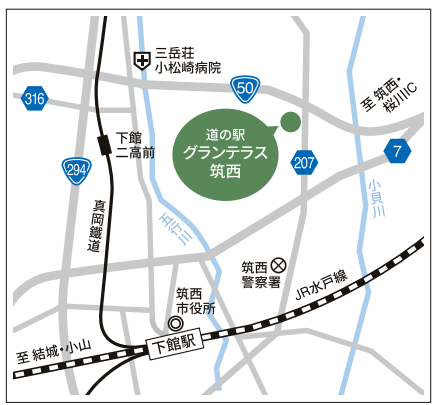 三岳荘
小松崎病院
50
至 筑西・
桜川IC
316
道の駅
グランテラス
筑西
下館
二高前
207
7
294
小貝川
真岡鐵道
五行川
筑西
警察署
JR水戸線
筑西
市役所
下館駅
至 結城・小山